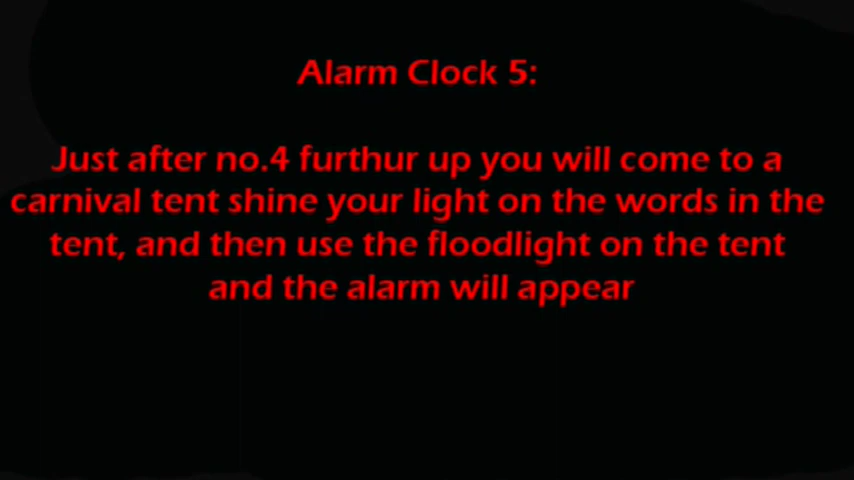 Alarm Clock 5:
Just after no.4 furthur up you will come to a
carnival tent shine your light on the words in the
tent, and then use the floodlight on the tent
and the alarm will appear